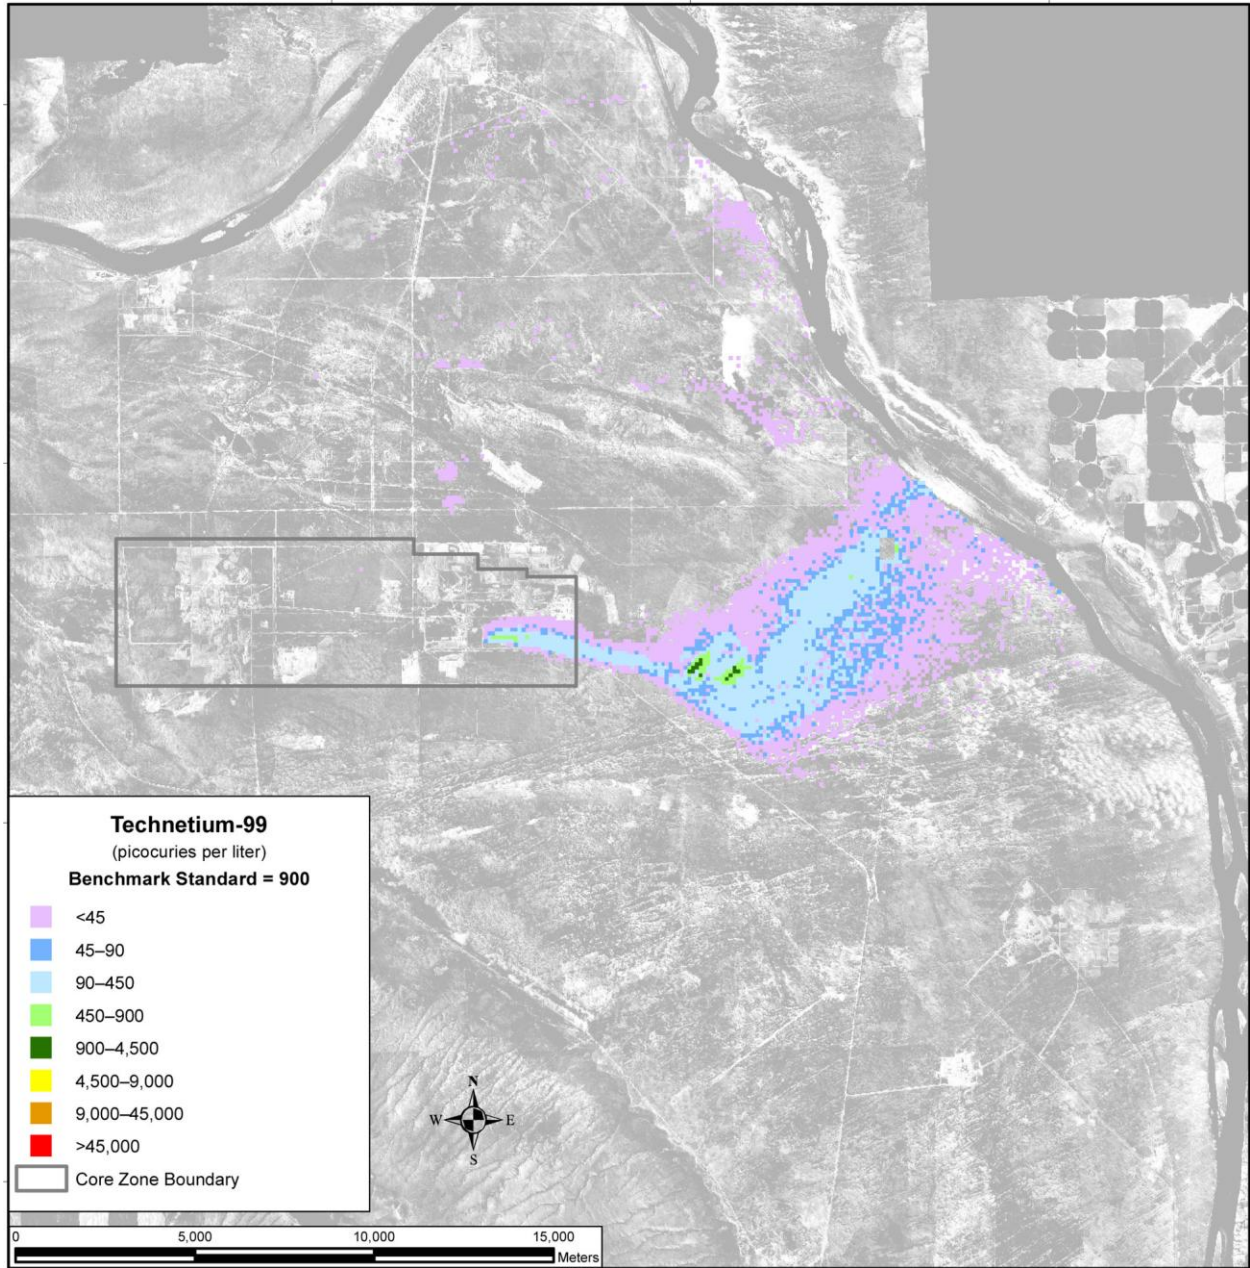 Technetium-99
(picocuries per liter)
Benchmark Standard = 900
<45
45–90
90–450
450–900
900–4,500
4,500–9,000
9,000–45,000
>45,000
Core Zone Boundary
N
W E
S
0 5,000 10,000 15,000
Meters